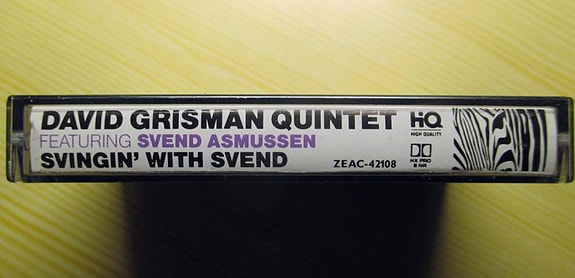 DAVID GRISMAN QUINTET
FEATURING SVEND ASMUSSEN
SVINGIN' WITH SVEND
ZEAC-42108
HQ
HIGH QUALITY
HX PRO
B NR